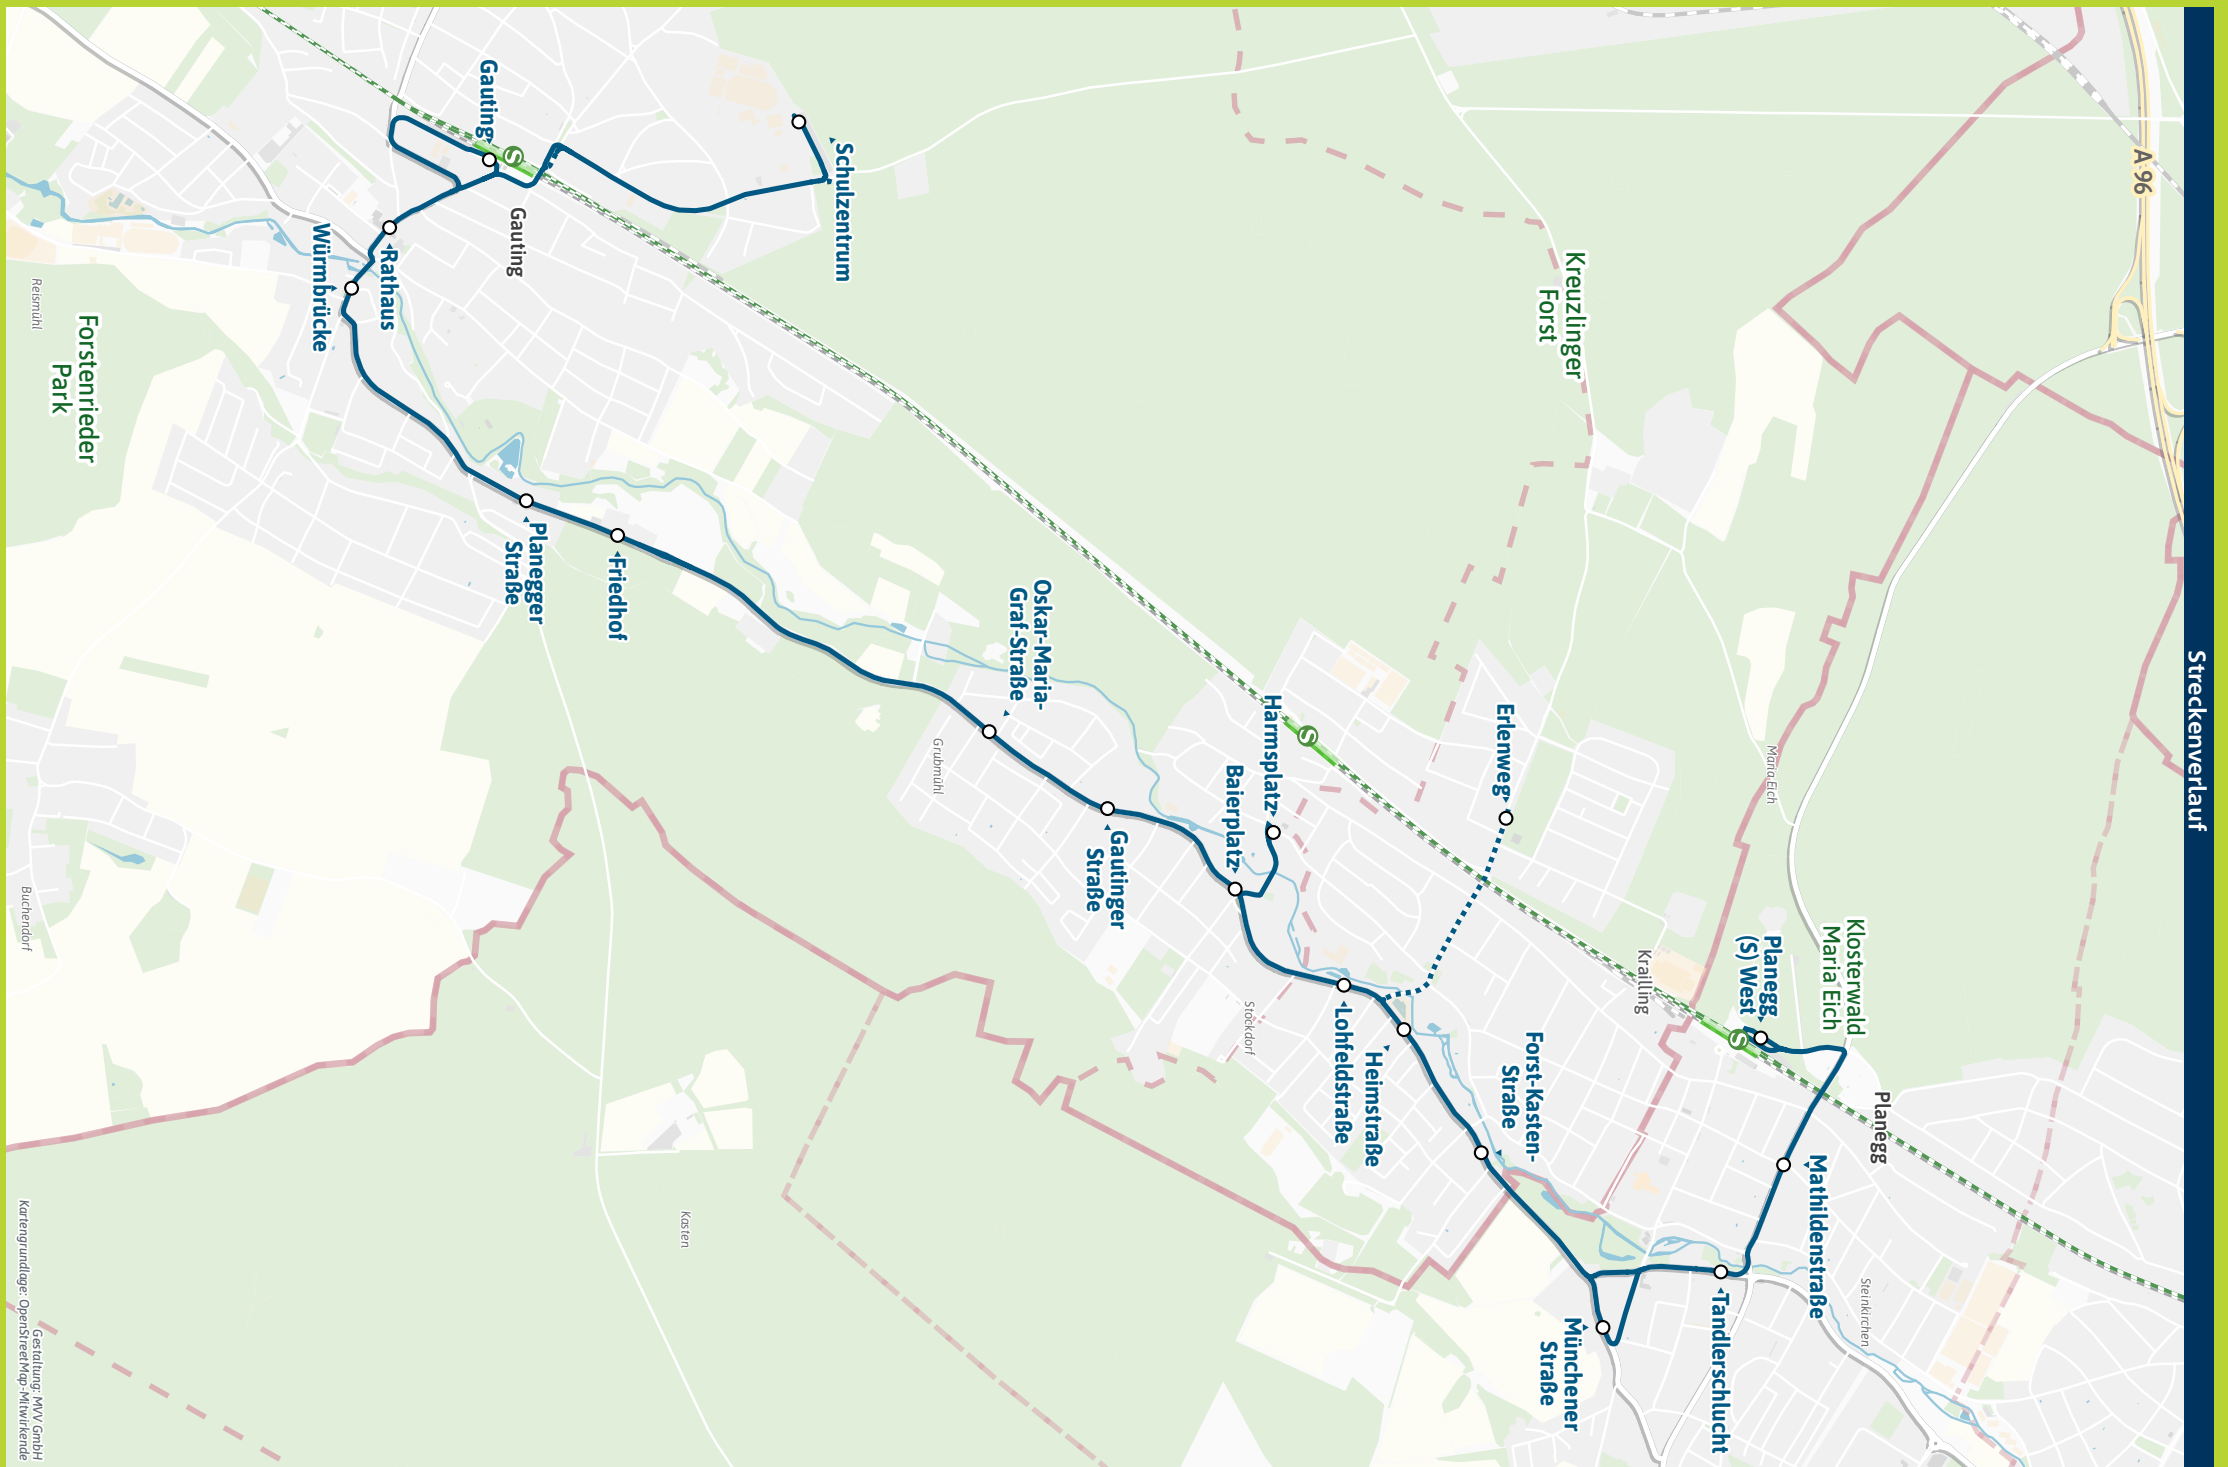 Streckenverlauf
A 96
S
Gauting
Schulzentrum
Gauting
Rathaus
Würmbrücke
Reismühl
Forstenrieder
Park
Kreuzlinger
Forst
Planegger
Straße
Friedhof
Oskar-Maria-
Graf-Straße
Grubmühl
Harmsplatz
S
Baierplatz
Gautinger
Straße
Erlenweg
Maria Eich
Buchendorf
Krailling
Planegg
(S) West
Klosterwald
Maria Eich
S
Stockdorf
Lohfeldstraße
Heimstraße
Forst-Kasten-
Straße
Planegg
Mathildenstraße
Steinkirchen
Tandlerschlucht
Münchener
Straße
Kasten
Gestaltung: MVV GmbH
Kartengrundlage: OpenStreetMap-Mitwirkende